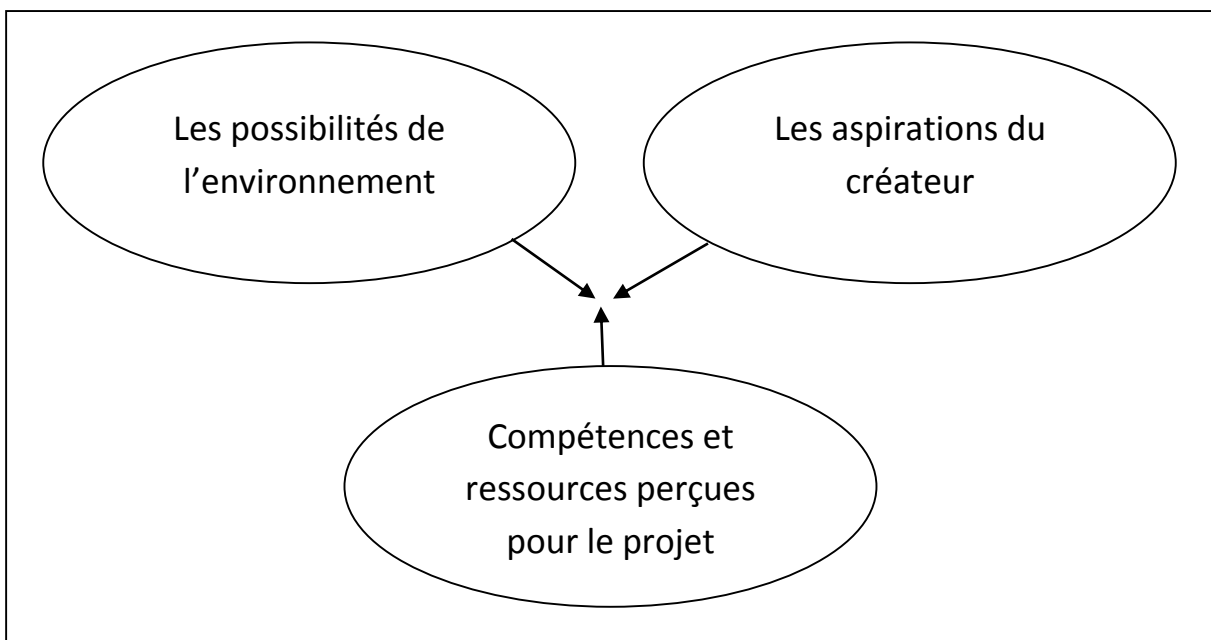 Les possibilités de
l’environnement
Les aspirations du
créateur
Compétences et
ressources perçues
pour le projet